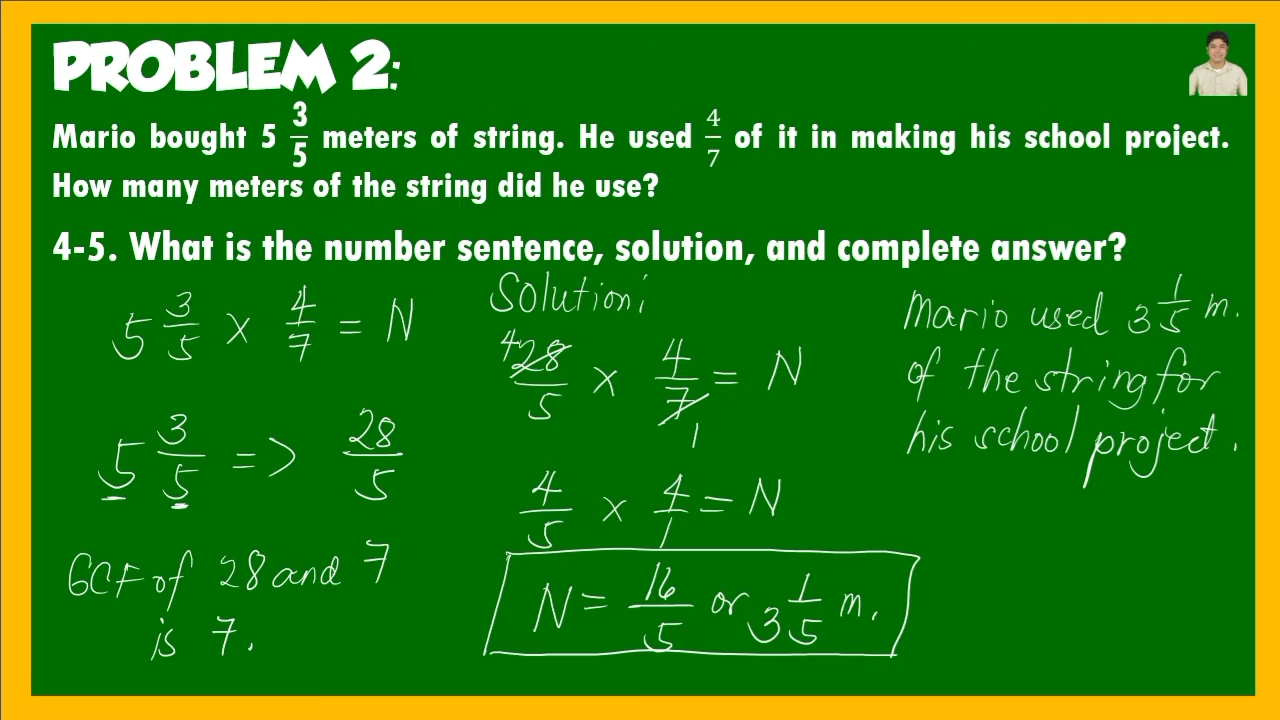 PROBLEM 2:
Mario bought 5 3/5 meters of string. He used 4/7 of it in making his school project.
How many meters of the string did he use?
4-5. What is the number sentence, solution, and complete answer?
5 3/5 x 4/7 = N
5 3/5 => 28/5
GCF of 28 and 7
is 7.
Solution:
4 28/5 x 4/7 = N
1
4/5 x 4/1 = N
N = 16/5 or 3 1/5 m.
Mario used 3 1/5 m.
of the string for
his school project.